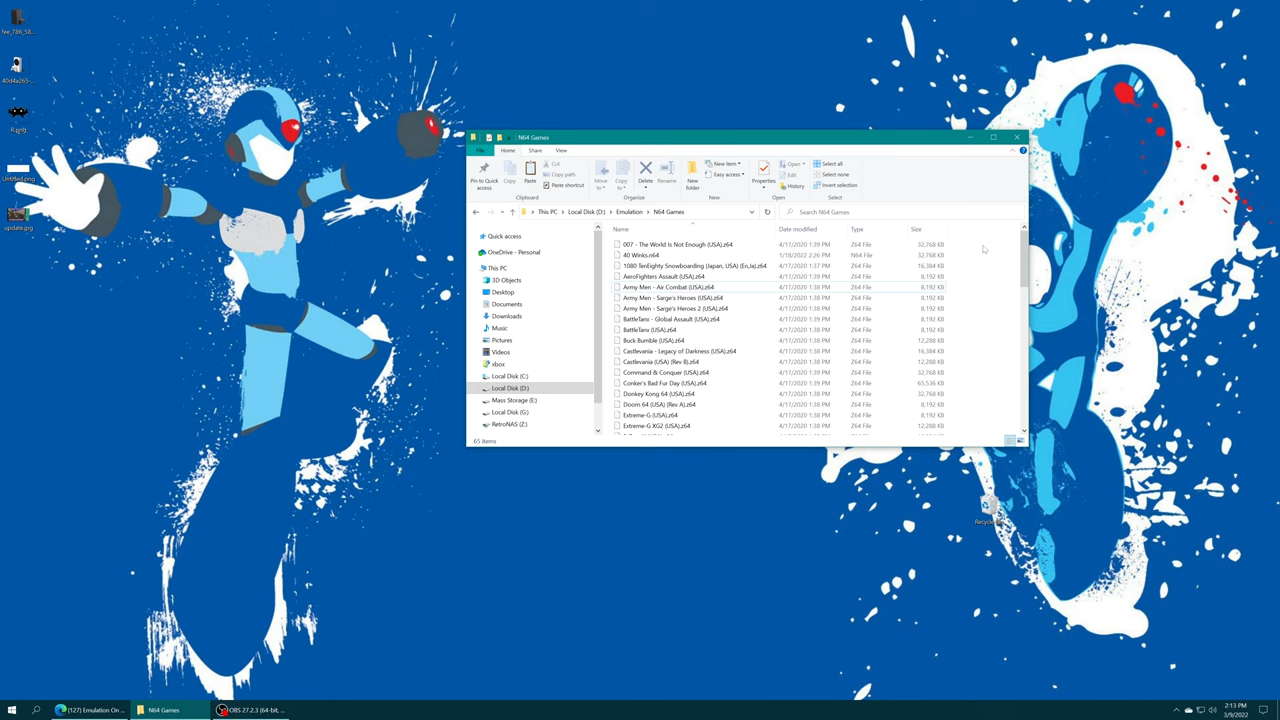 fee_786_58...
40d4a265-...
R.png
Untitled.png
update.jpg
N64 Games
File
Home
Share
View
Pin to Quick access
Copy
Paste
Cut
Copy path
Paste shortcut
Clipboard
Move to
Copy to
Delete
Rename
Organize
New folder
New item
Easy access
New
Properties
Open
Edit
History
Open
Select all
Select none
Invert selection
Select
This PC > Local Disk (D:) > Emulation > N64 Games
Search N64 Games
Quick access
OneDrive - Personal
This PC
3D Objects
Desktop
Documents
Downloads
Music
Pictures
Videos
xbox
Local Disk (C:)
Local Disk (D:)
Mass Storage (E:)
Local Disk (G:)
RetroNAS (Z:)
Name Date modified Type Size
007 - The World Is Not Enough (USA).z64 4/17/2020 1:39 PM Z64 File 32,768 KB
40 Winks.n64 1/18/2022 2:26 PM N64 File 32,768 KB
1080 TenEighty Snowboarding (Japan, USA) (En,Ja).z64 4/17/2020 1:37 PM Z64 File 16,384 KB
AeroFighters Assault (USA).z64 4/17/2020 1:39 PM Z64 File 8,192 KB
Army Men - Air Combat (USA).z64 4/17/2020 1:38 PM Z64 File 8,192 KB
Army Men - Sarge's Heroes (USA).z64 4/17/2020 1:38 PM Z64 File 8,192 KB
Army Men - Sarge's Heroes 2 (USA).z64 4/17/2020 1:38 PM Z64 File 8,192 KB
BattleTanx - Global Assault (USA).z64 4/17/2020 1:39 PM Z64 File 8,192 KB
BattleTanx (USA).z64 4/17/2020 1:38 PM Z64 File 8,192 KB
Buck Bumble (USA).z64 4/17/2020 1:38 PM Z64 File 12,288 KB
Castlevania - Legacy of Darkness (USA).z64 4/17/2020 1:39 PM Z64 File 16,384 KB
Castlevania (USA) (Rev B).z64 4/17/2020 1:39 PM Z64 File 12,288 KB
Command & Conquer (USA).z64 4/17/2020 1:38 PM Z64 File 32,768 KB
Conker's Bad Fur Day (USA).z64 4/17/2020 1:39 PM Z64 File 65,536 KB
Donkey Kong 64 (USA).z64 4/17/2020 1:38 PM Z64 File 32,768 KB
Doom 64 (USA) (Rev A).z64 4/17/2020 1:38 PM Z64 File 8,192 KB
Extreme-G (USA).z64 4/17/2020 1:38 PM Z64 File 8,192 KB
Extreme-G XG2 (USA).z64 4/17/2020 1:38 PM Z64 File 12,288 KB
65 items
(127) Emulation On ...
N64 Games
OBS 27.2.3 (64-bit, ...
2:13 PM
3/9/2022